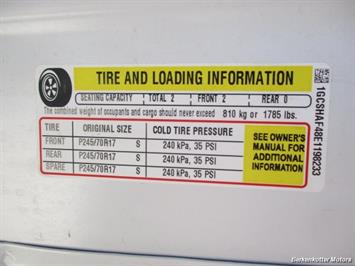 TIRE AND LOADING INFORMATION
SEATING CAPACITY TOTAL 2 FRONT 2 REAR 0
The combined weight of occupants and cargo should never exceed 810 kg or 1785 lbs.
TIRE ORIGINAL SIZE COLD TIRE PRESSURE
FRONT P245/70R17 S 240 kPa, 35 PSI
REAR P245/70R17 S 240 kPa, 35 PSI
SPARE P245/70R17 S 240 kPa, 35 PSI
SEE OWNER'S
MANUAL FOR
ADDITIONAL
INFORMATION
1GCSHAF48E1198233
Barkenkotter Motors